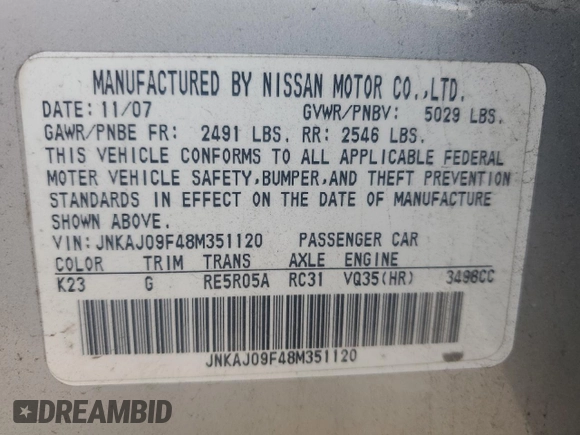 MANUFACTURED BY NISSAN MOTOR CO.,LTD.
DATE: 11/07 GVWR/PNBV: 5029 LBS.
GAWR/PNBE FR: 2491 LBS. RR: 2546 LBS.
THIS VEHICLE CONFORMS TO ALL APPLICABLE FEDERAL
MOTER VEHICLE SAFETY,BUMPER,AND THEFT PREVENTION
STANDARDS IN EFFECT ON THE DATE OF MANUFACTURE
SHOWN ABOVE.
VIN: JNKAJ09F48M351120 PASSENGER CAR
COLOR TRIM TRANS AXLE ENGINE
K23 G RE5R05A RC31 VQ35(HR) 3498CC
JNKAJ09F48M351120
DREAMBID